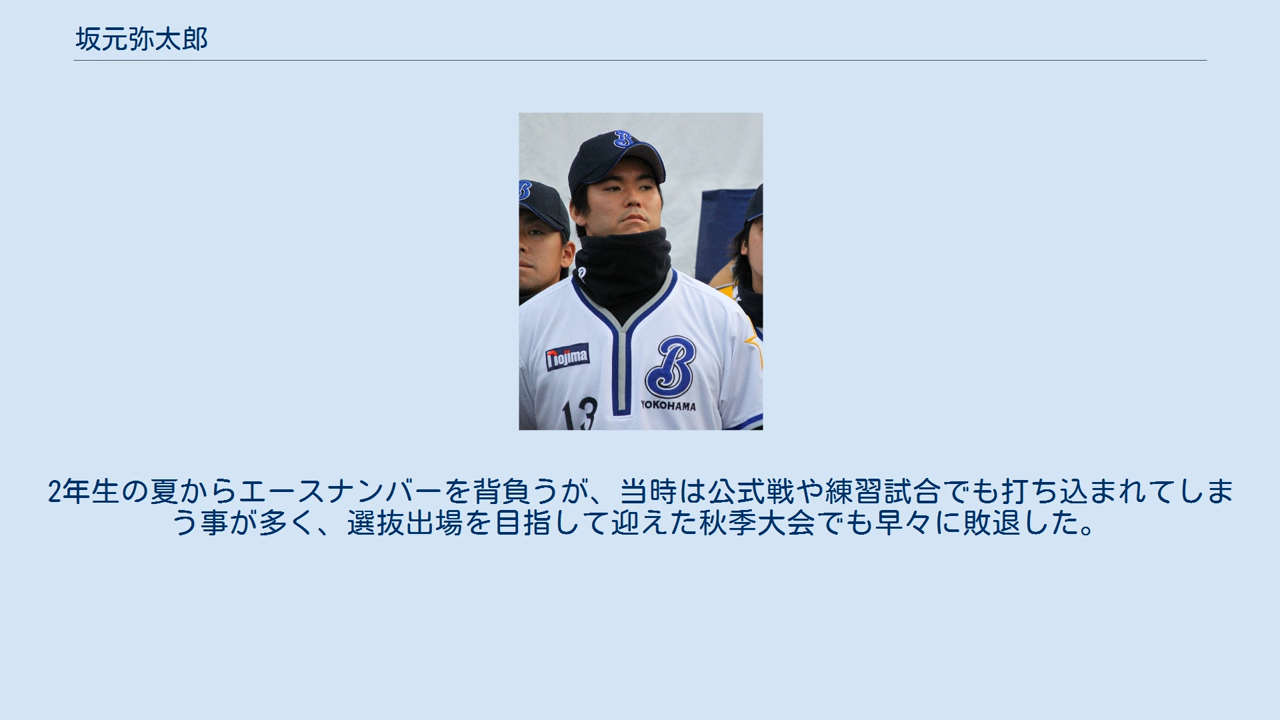 坂元弥太郎
B
B
nojima
B
YOKOHAMA
13
2年生の夏からエースナンバーを背負うが、当時は公式戦や練習試合でも打ち込まれてしま
う事が多く、選抜出場を目指して迎えた秋季大会でも早々に敗退した。